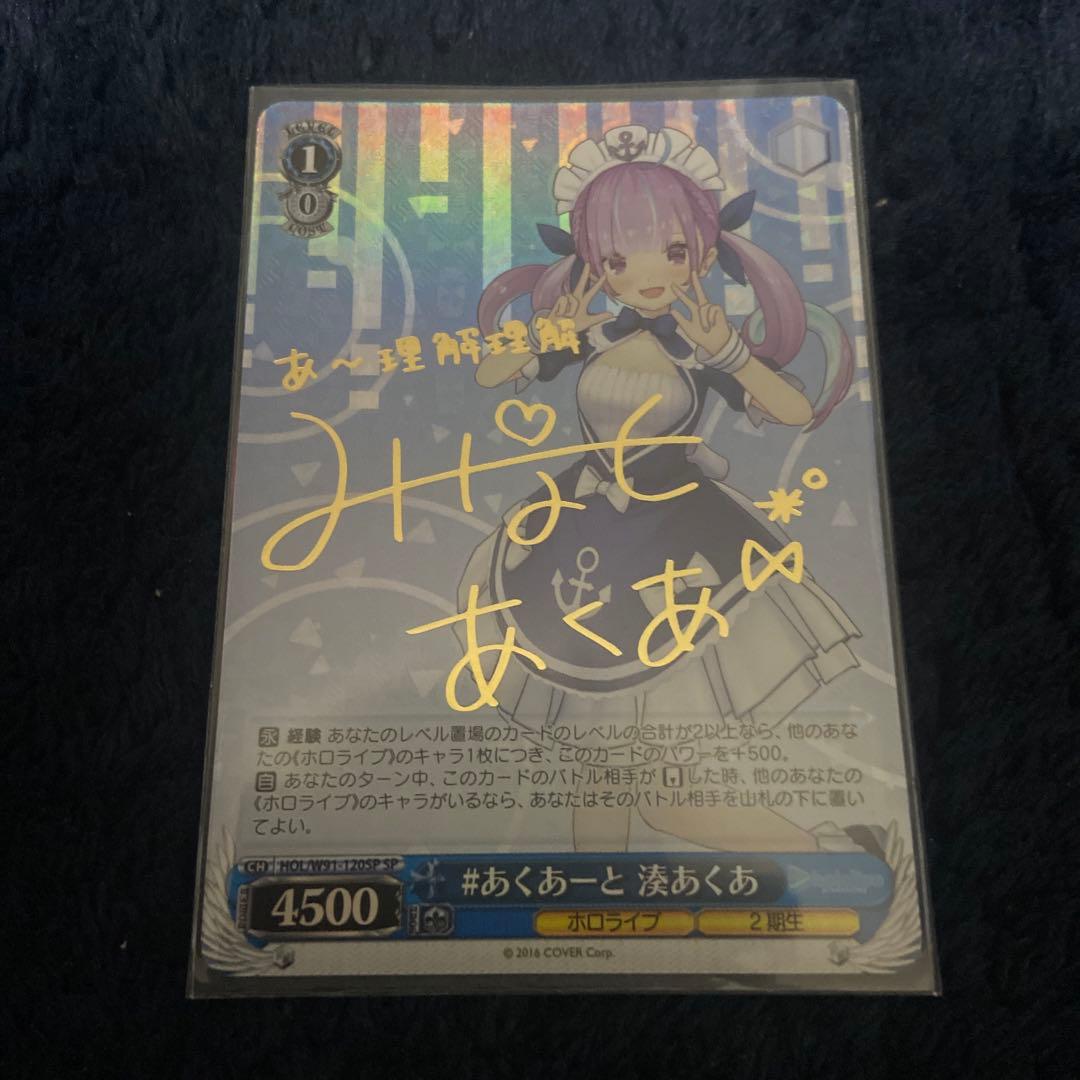 LEVEL
1
0
COST
あ〜理解理解
みなと
あくあ
永 経験 あなたのレベル置場のカードのレベルの合計が2以上なら、他のあな
たの《ホロライブ》のキャラ1枚につき、このカードのパワーを+500。
自 あなたのターン中、このカードのバトル相手が した時、他のあなたの
《ホロライブ》のキャラがいるなら、あなたはそのバトル相手を山札の下に置い
てよい。
CH HOL/W91-120SP SP
POWER 4500
#あくあーと 湊あくあ
ホロライブ 2期生
© 2016 COVER Corp.